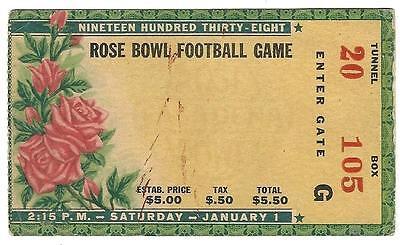 NINETEEN HUNDRED THIRTY-EIGHT
ROSE BOWL FOOTBALL GAME
ESTAB. PRICE TAX TOTAL
$5.00 $.50 $5.50
2:15 P.M. — SATURDAY — JANUARY 1
TUNNEL BOX
20 105
ENTER GATE G